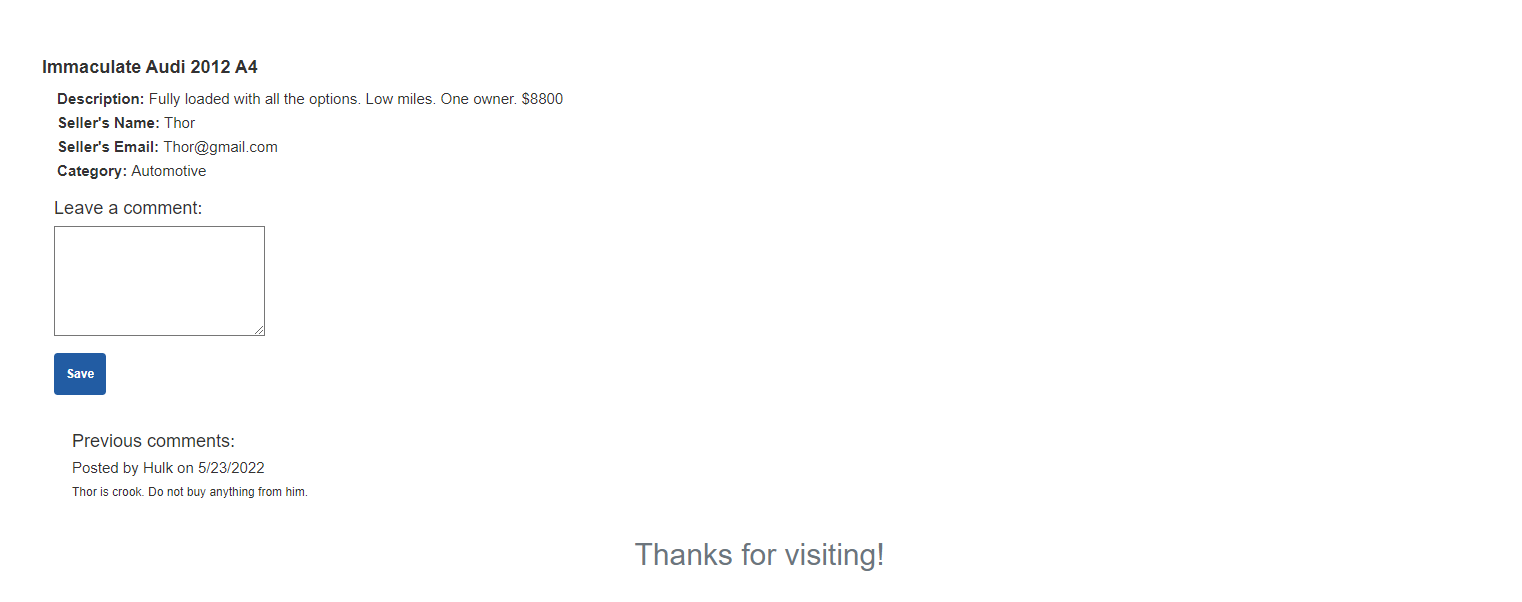 Immaculate Audi 2012 A4
Description: Fully loaded with all the options. Low miles. One owner. $8800
Seller's Name: Thor
Seller's Email: Thor@gmail.com
Category: Automotive
Leave a comment:
Save
Previous comments:
Posted by Hulk on 5/23/2022
Thor is crook. Do not buy anything from him.
Thanks for visiting!